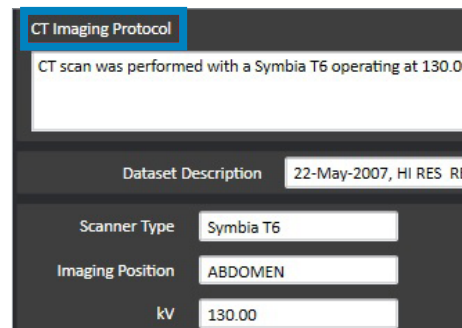 CT Imaging Protocol
CT scan was performed with a Symbia T6 operating at 130.0
Dataset Description 22-May-2007, HI RES
Scanner Type Symbia T6
Imaging Position ABDOMEN
kV 130.00